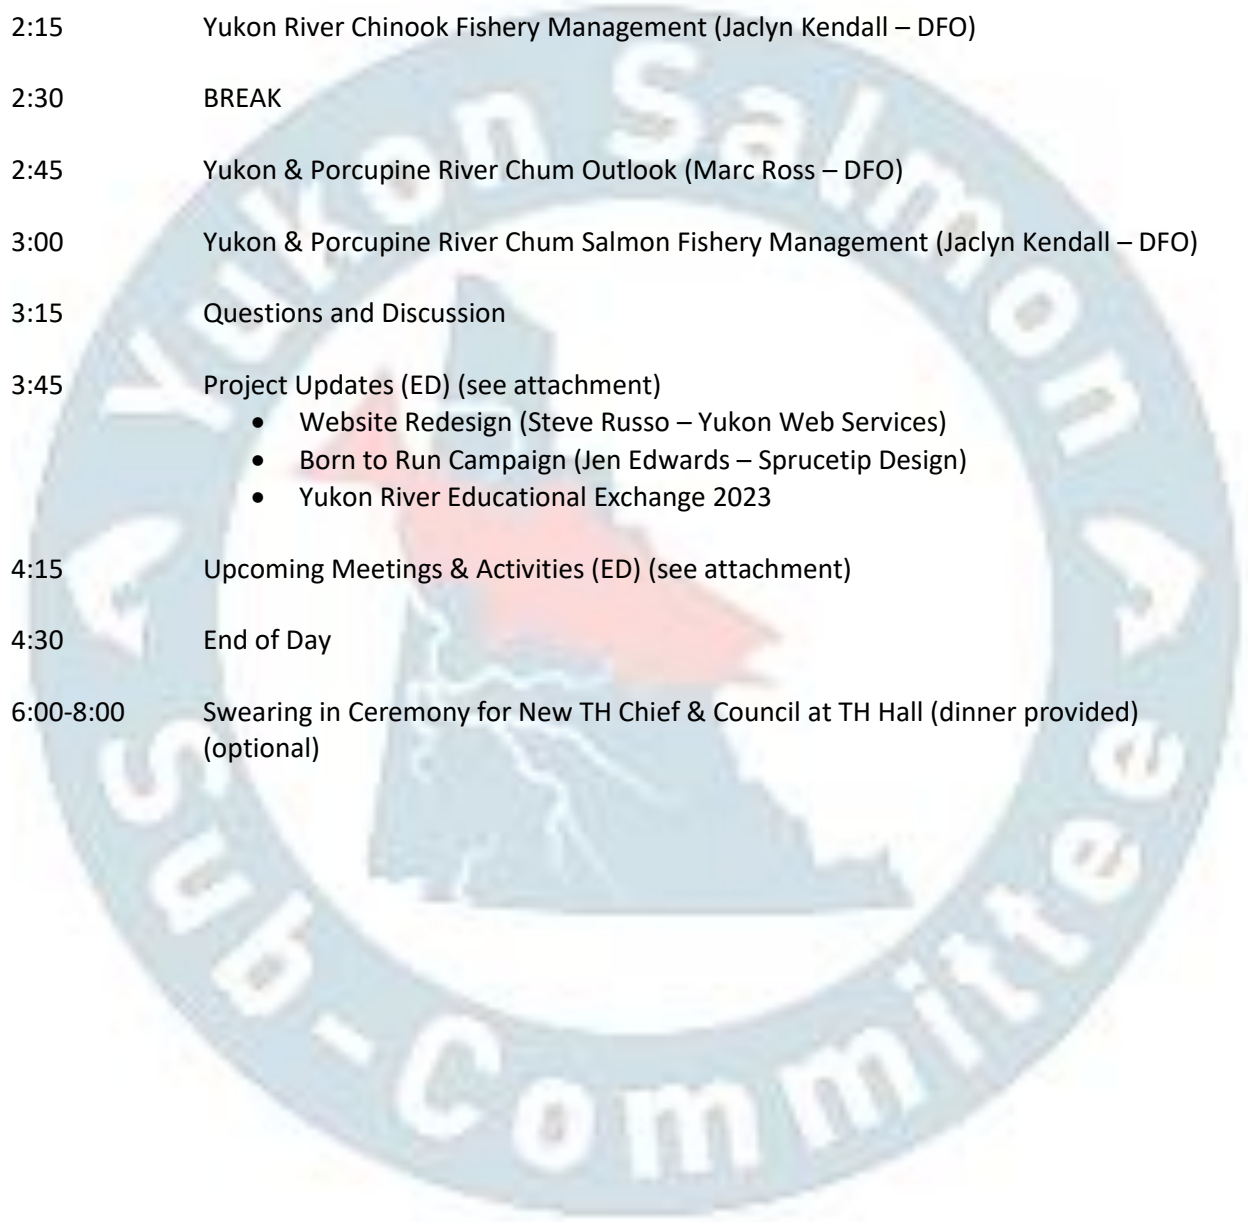 2:15 Yukon River Chinook Fishery Management (Jaclyn Kendall – DFO)
2:30 BREAK
2:45 Yukon & Porcupine River Chum Outlook (Marc Ross – DFO)
3:00 Yukon & Porcupine River Chum Salmon Fishery Management (Jaclyn Kendall – DFO)
3:15 Questions and Discussion
3:45 Project Updates (ED) (see attachment)
• Website Redesign (Steve Russo – Yukon Web Services)
• Born to Run Campaign (Jen Edwards – Sprucetip Design)
• Yukon River Educational Exchange 2023
4:15 Upcoming Meetings & Activities (ED) (see attachment)
4:30 End of Day
6:00-8:00 Swearing in Ceremony for New TH Chief & Council at TH Hall (dinner provided)
(optional)
Yukon Salmon
Sub-Committee